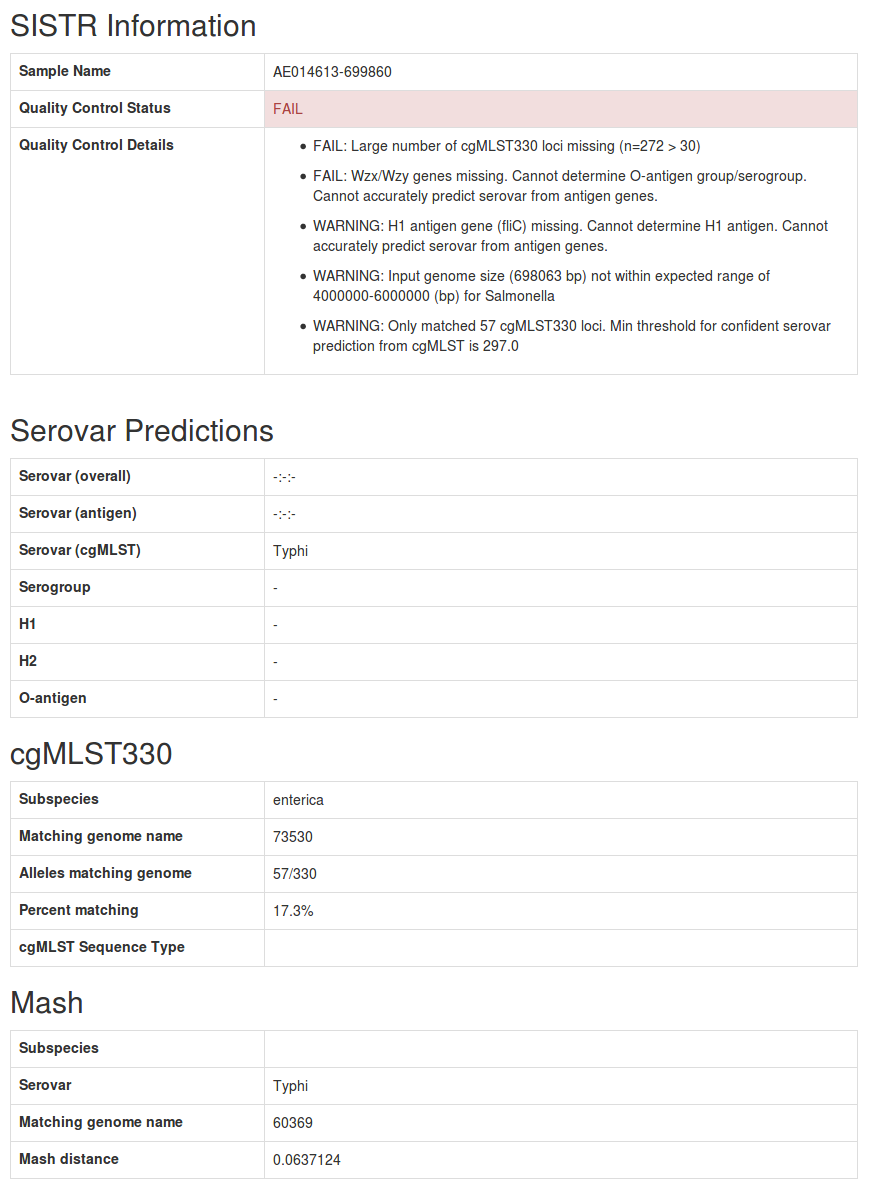 SISTR Information
Sample Name AE014613-699860
Quality Control Status FAIL
Quality Control Details
• FAIL: Large number of cgMLST330 loci missing (n=272 > 30)
• FAIL: Wzx/Wzy genes missing. Cannot determine O-antigen group/serogroup.
Cannot accurately predict serovar from antigen genes.
• WARNING: H1 antigen gene (fliC) missing. Cannot determine H1 antigen. Cannot
accurately predict serovar from antigen genes.
• WARNING: Input genome size (698063 bp) not within expected range of
4000000-6000000 (bp) for Salmonella
• WARNING: Only matched 57 cgMLST330 loci. Min threshold for confident serovar
prediction from cgMLST is 297.0
Serovar Predictions
Serovar (overall) -:-:-
Serovar (antigen) -:-:-
Serovar (cgMLST) Typhi
Serogroup -
H1 -
H2 -
O-antigen -
cgMLST330
Subspecies enterica
Matching genome name 73530
Alleles matching genome 57/330
Percent matching 17.3%
cgMLST Sequence Type
Mash
Subspecies
Serovar Typhi
Matching genome name 60369
Mash distance 0.0637124